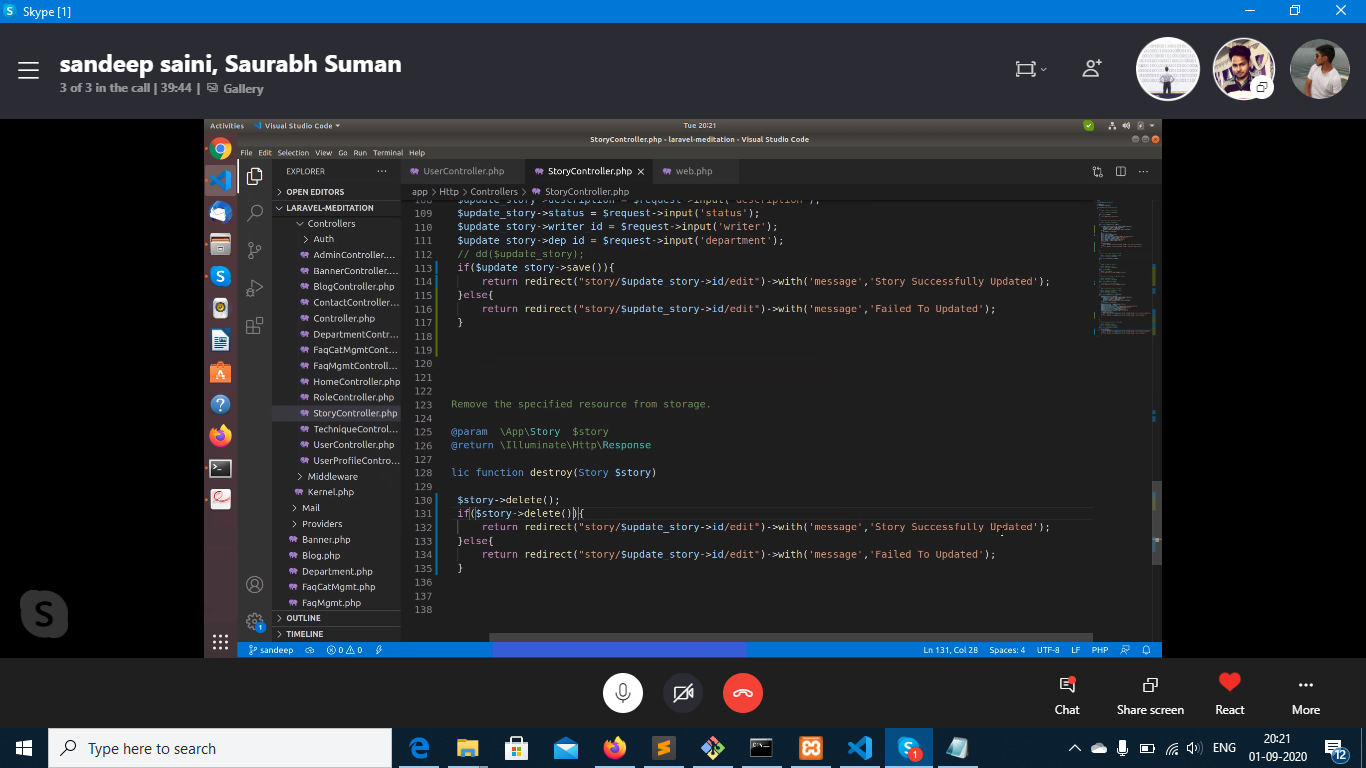 Skype [1]
sandeep saini, Saurabh Suman
3 of 3 in the call | 39:44 | Gallery
Activities Visual Studio Code Tue 20:21
StoryController.php - laravel-meditation - Visual Studio Code
File Edit Selection View Go Run Terminal Help
EXPLORER ···
OPEN EDITORS
LARAVEL-MEDITATION
Controllers
Auth
AdminController....
BannerController....
BlogController.php
ContactController...
Controller.php
DepartmentContr...
FaqCatMgmtCont...
FaqMgmtControll...
HomeController.php
RoleController.php
StoryController.php
TechniqueControl...
UserController.php
UserProfileContro...
Middleware
Kernel.php
Mail
Providers
Banner.php
Blog.php
Department.php
FaqCatMgmt.php
FaqMgmt.php
OUTLINE
TIMELINE
UserController.php StoryController.php web.php
app > Http > Controllers > StoryController.php
108 $update_story->description = $request->input('description');
109 $update_story->status = $request->input('status');
110 $update_story->writer_id = $request->input('writer');
111 $update_story->dep_id = $request->input('department');
112 // dd($update_story);
113 if($update_story->save()){
114 return redirect("story/$update_story->id/edit")->with('message','Story Successfully Updated');
115 }else{
116 return redirect("story/$update_story->id/edit")->with('message','Failed To Updated');
117 }
118
119
120
121
122
123 Remove the specified resource from storage.
124
125 @param \App\Story $story
126 @return \Illuminate\Http\Response
127
128 lic function destroy(Story $story)
129
130 $story->delete();
131 if($story->delete()){
132 return redirect("story/$update_story->id/edit")->with('message','Story Successfully Updated');
133 }else{
134 return redirect("story/$update_story->id/edit")->with('message','Failed To Updated');
135 }
136
137
138
sandeep 0 0 Ln 131, Col 28 Spaces: 4 UTF-8 LF PHP
1
S
Chat Share screen React More
Type here to search
1
ENG
20:21
01-09-2020
12